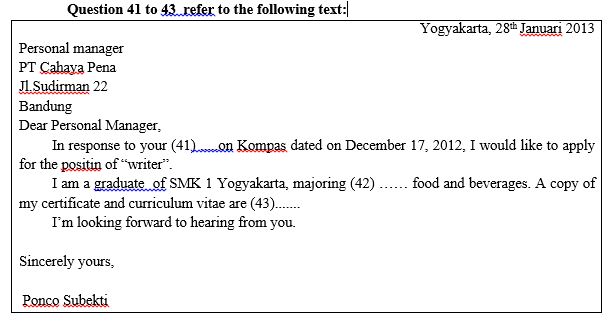 Question 41 to 43 refer to the following text:
Yogyakarta, 28th Januari 2013
Personal manager
PT Cahaya Pena
Jl.Sudirman 22
Bandung
Dear Personal Manager,
In response to your (41).......on Kompas dated on December 17, 2012, I would like to apply
for the positin of “writer”.
I am a graduate of SMK 1 Yogyakarta, majoring (42) …… food and beverages. A copy of
my certificate and curriculum vitae are (43).......
I’m looking forward to hearing from you.
Sincerely yours,
Ponco Subekti